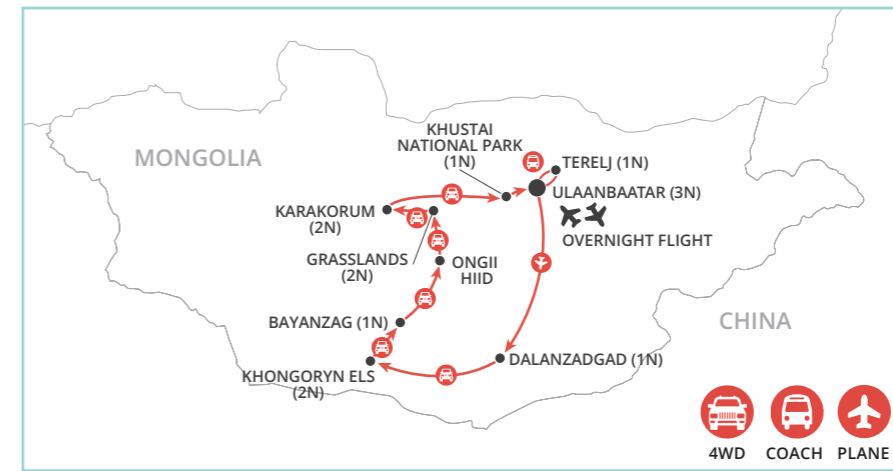 MONGOLIA
KHUSTAI
NATIONAL PARK
(1N)
TERELJ (1N)
ULAANBAATAR (3N)
OVERNIGHT FLIGHT
KARAKORUM
(2N)
GRASSLANDS
(2N)
ONGII
HIID
BAYANZAG (1N)
CHINA
DALANZADGAD (1N)
KHONGORYN ELS
(2N)
4WD
COACH
PLANE